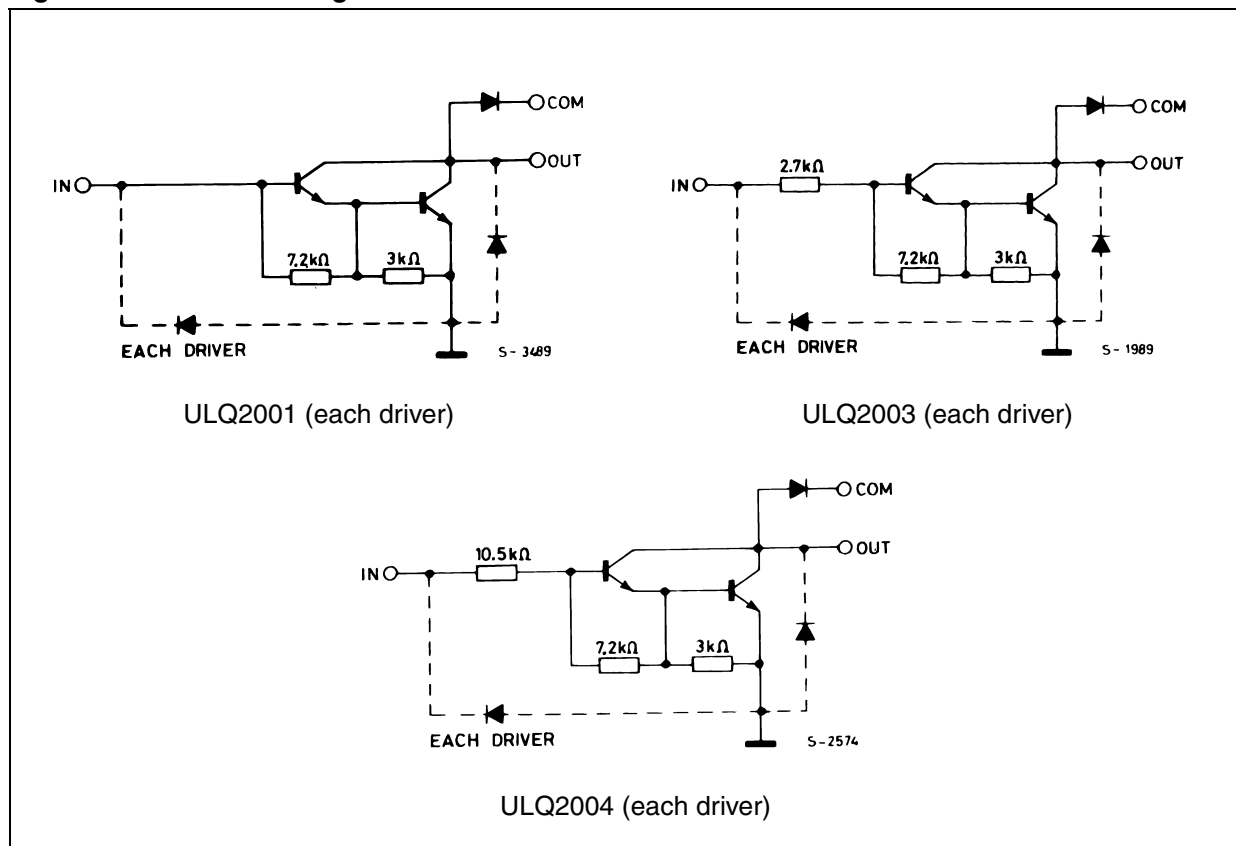 COM
OUT
IN
7.2kΩ
3kΩ
EACH DRIVER
S-3489
ULQ2001 (each driver)
COM
OUT
2.7kΩ
IN
7.2kΩ
3kΩ
EACH DRIVER
S-1989
ULQ2003 (each driver)
COM
OUT
10.5kΩ
IN
7.2kΩ
3kΩ
EACH DRIVER
S-2574
ULQ2004 (each driver)